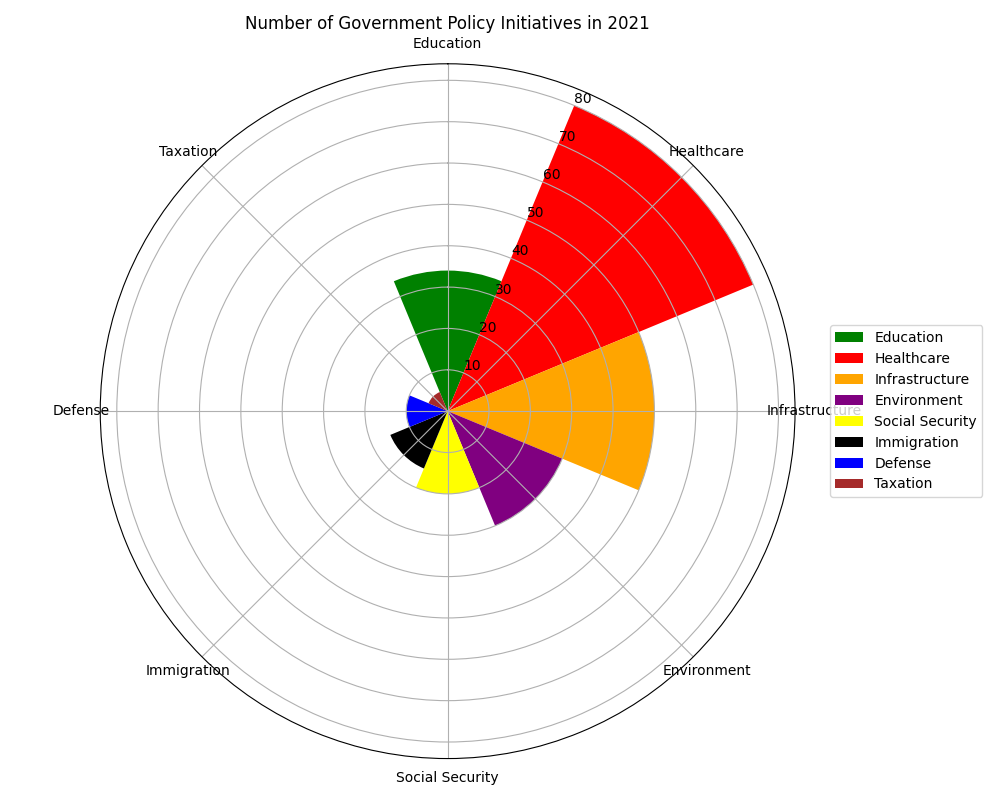 Number of Government Policy Initiatives in 2021
Education
80
70
Taxation
Healthcare
60
50
40
30
20
10
Defense
Infrastructure
Immigration
Environment
Social Security
Education
Healthcare
Infrastructure
Environment
Social Security
Immigration
Defense
Taxation